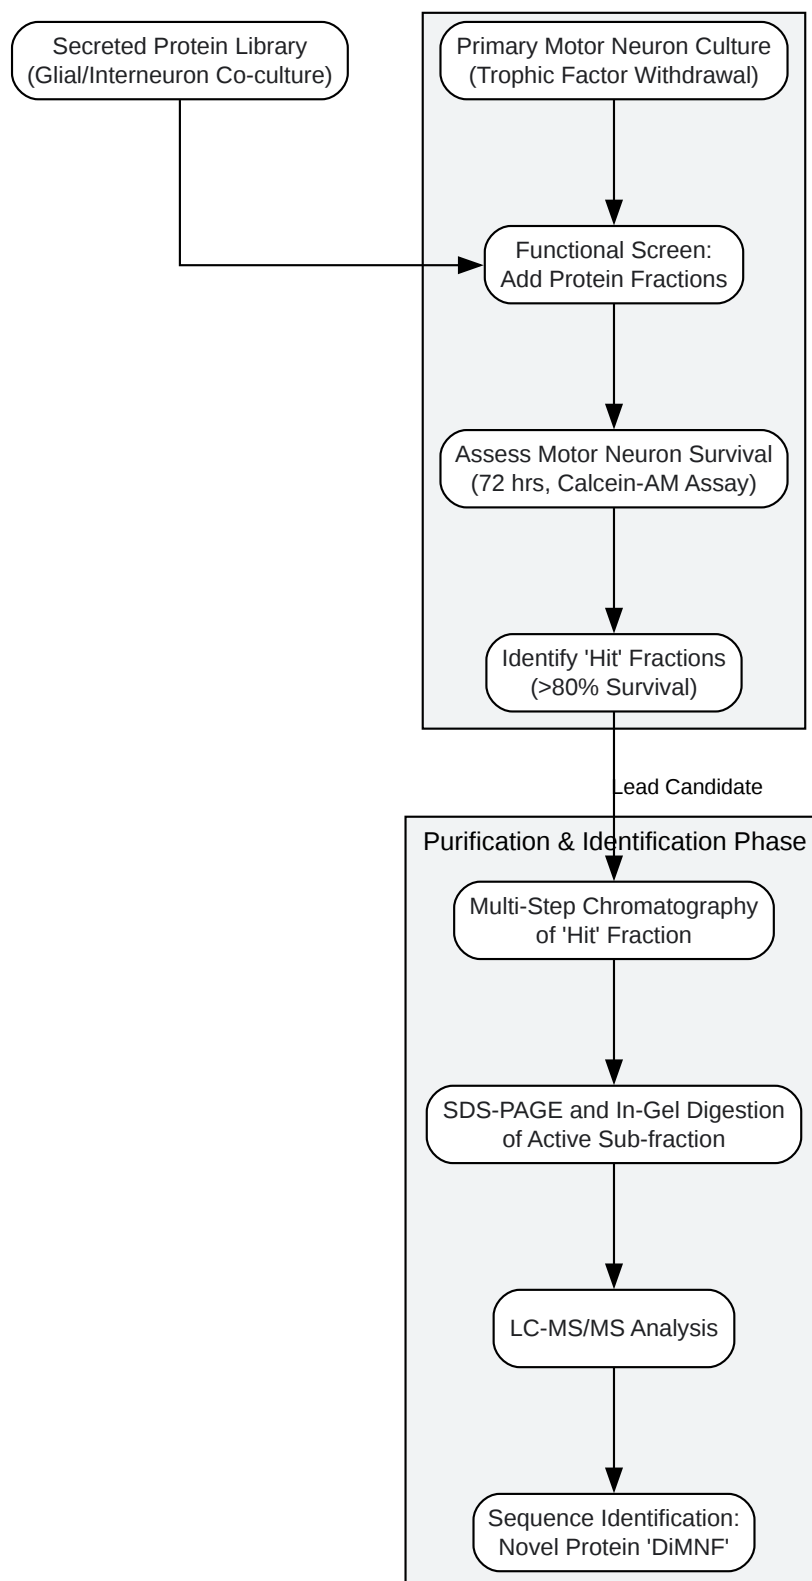 Secreted Protein Library
(Glial/Interneuron Co-culture)
Primary Motor Neuron Culture
(Trophic Factor Withdrawal)
Functional Screen:
Add Protein Fractions
Assess Motor Neuron Survival
(72 hrs, Calcein-AM Assay)
Identify 'Hit' Fractions
(>80% Survival)
Lead Candidate
Purification & Identification Phase
Multi-Step Chromatography
of 'Hit' Fraction
SDS-PAGE and In-Gel Digestion
of Active Sub-fraction
LC-MS/MS Analysis
Sequence Identification:
Novel Protein 'DiMNF'